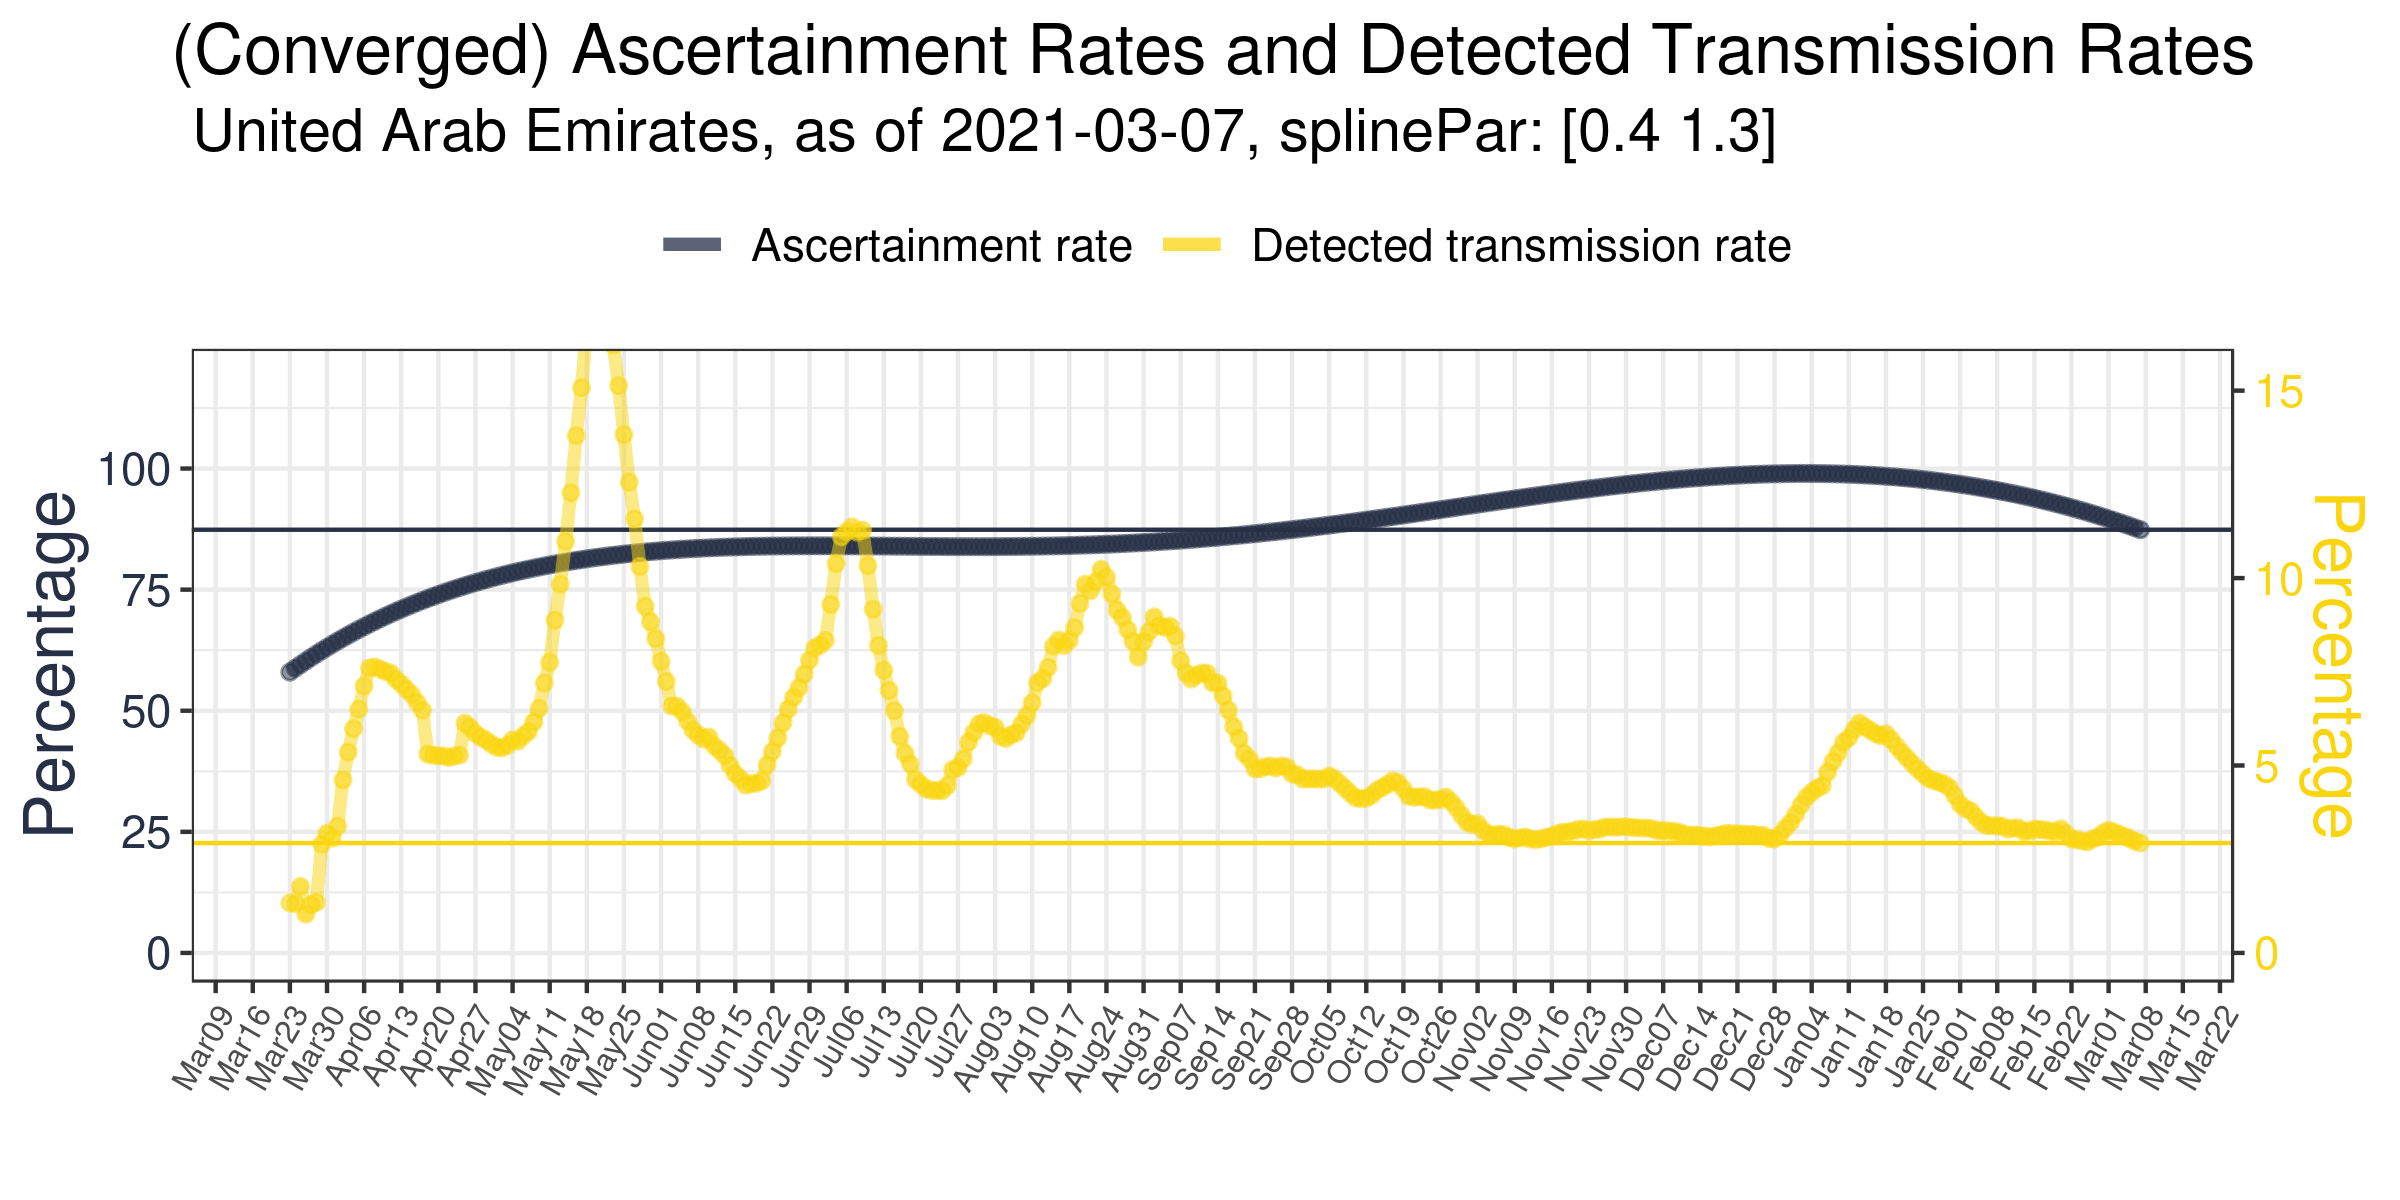 (Converged) Ascertainment Rates and Detected Transmission Rates
United Arab Emirates, as of 2021-03-07, splinePar: [0.4 1.3]
Ascertainment rate Detected transmission rate
Percentage
100
75
50
25
0
15
10
5
0
Percentage
Mar09 Mar16 Mar23 Mar30 Apr06 Apr13 Apr20 Apr27 May04 May11 May18 May25 Jun01 Jun08 Jun15 Jun22 Jun29 Jul06 Jul13 Jul20 Jul27 Aug03 Aug10 Aug17 Aug24 Aug31 Sep07 Sep14 Sep21 Sep28 Oct05 Oct12 Oct19 Oct26 Nov02 Nov09 Nov16 Nov23 Nov30 Dec07 Dec14 Dec21 Dec28 Jan04 Jan11 Jan18 Jan25 Feb01 Feb08 Feb15 Feb22 Mar01 Mar08 Mar15 Mar22